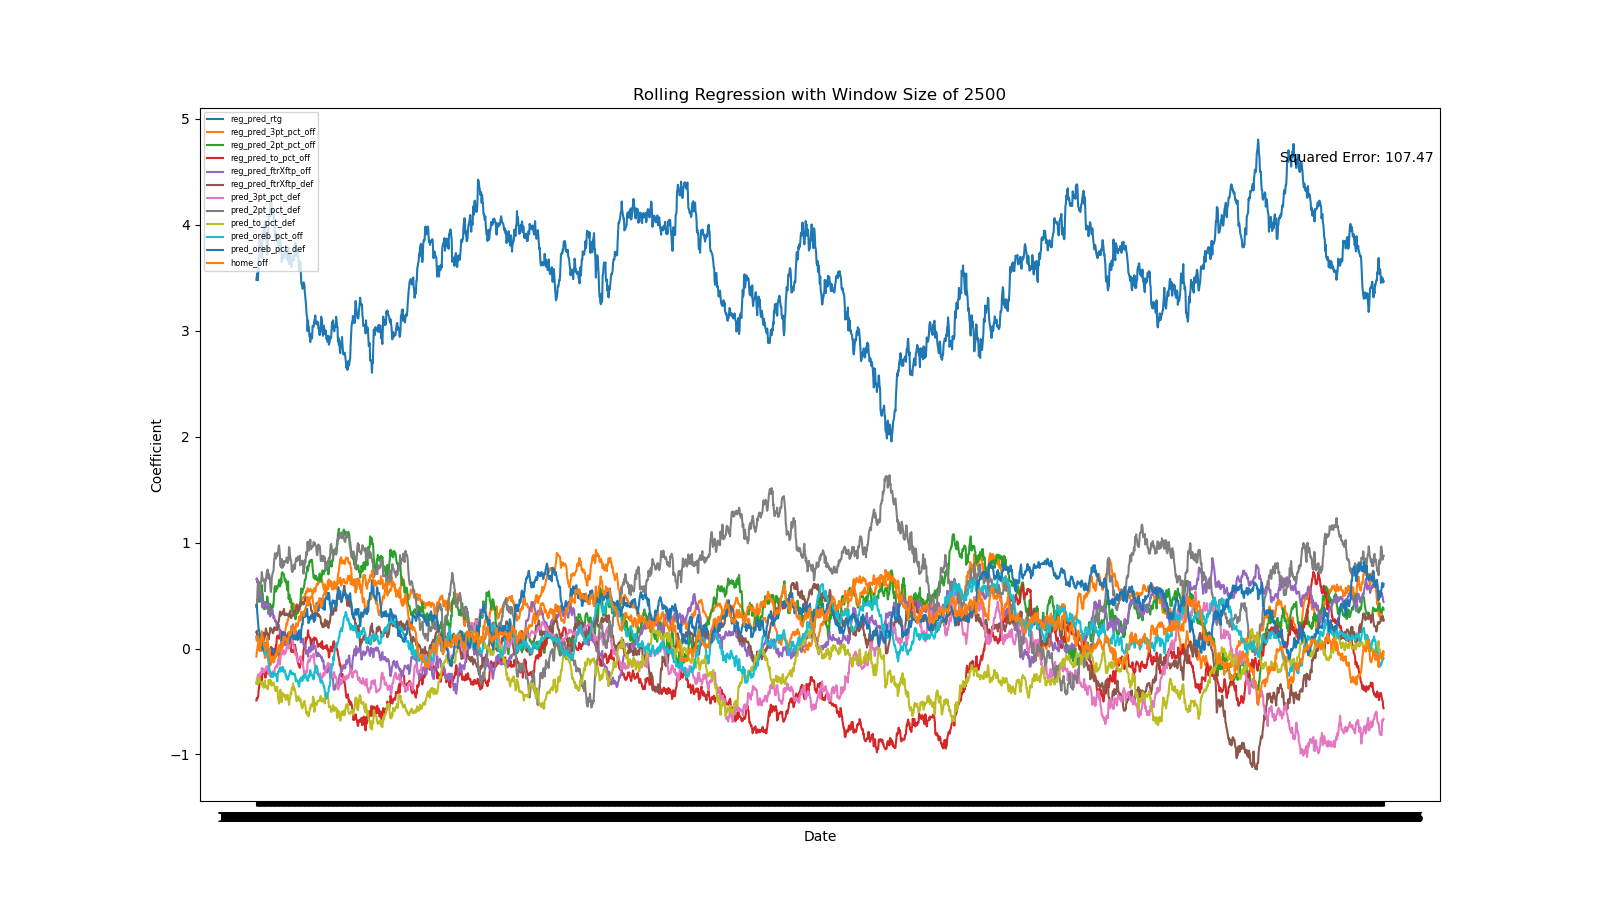 Rolling Regression with Window Size of 2500
5
4
3
2
1
0
−1
Coefficient
reg_pred_rtg
reg_pred_3pt_pct_off
reg_pred_2pt_pct_off
reg_pred_to_pct_off
reg_pred_ftrXftp_off
reg_pred_ftrXftp_def
pred_3pt_pct_def
pred_2pt_pct_def
pred_to_pct_def
pred_oreb_pct_off
pred_oreb_pct_def
home_off
Squared Error: 107.47
Date